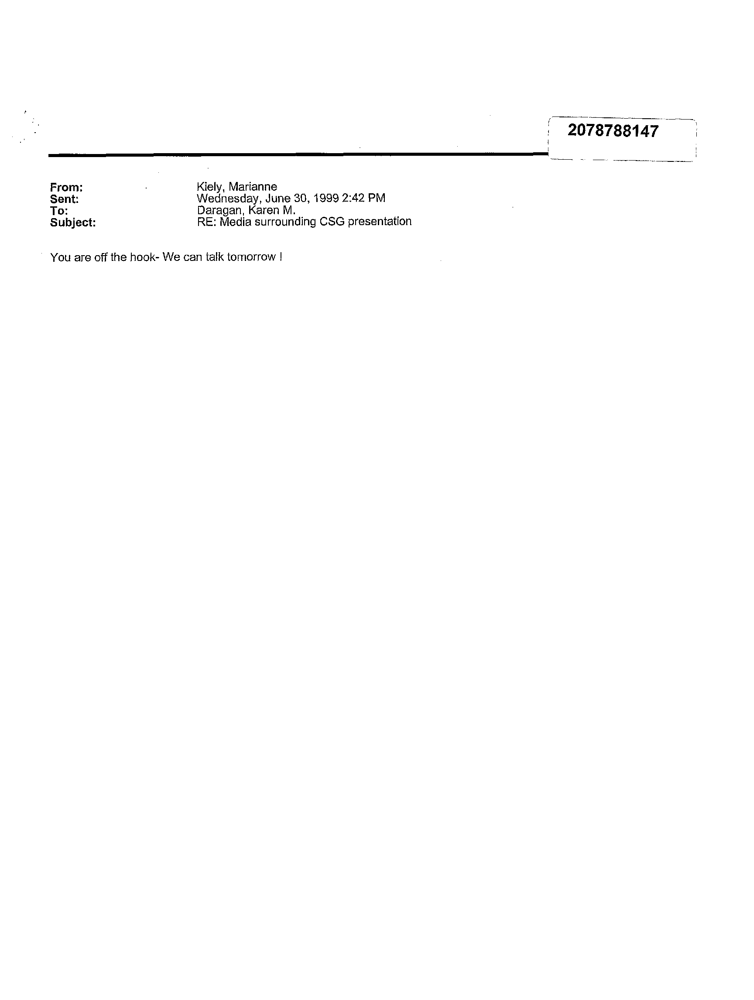 2078788147
From: Kiely, Marianne
Sent: Wednesday, June 30, 1999 2:42 PM
To: Daragan, Karen M.
Subject: RE: Media surrounding CSG presentation
You are off the hook- We can talk tomorrow !